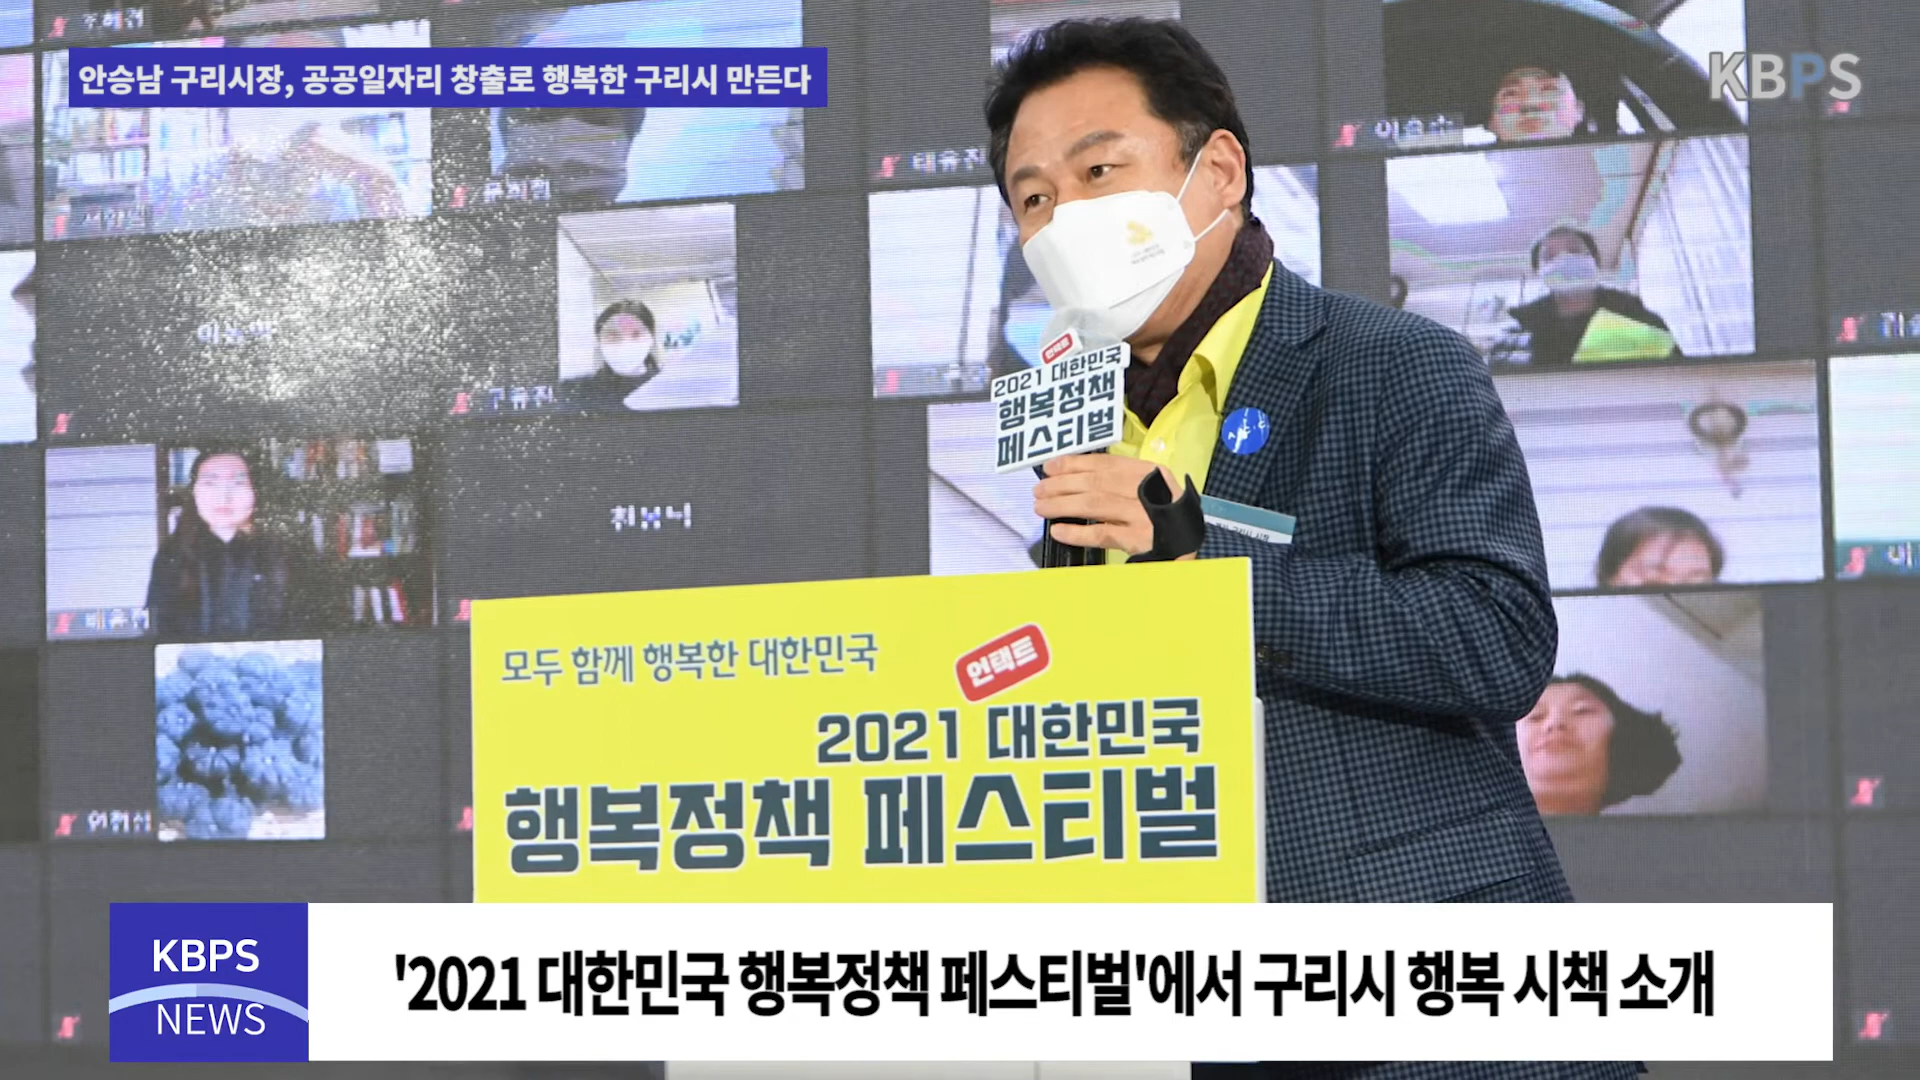 안승남 구리시장, 공공일자리 창출로 행복한 구리시 만든다
KBPS
언택트
2021 대한민국
행복정책
페스티벌
모두 함께 행복한 대한민국
언택트
2021 대한민국
행복정책 페스티벌
KBPS
NEWS
'2021 대한민국 행복정책 페스티벌'에서 구리시 행복 시책 소개